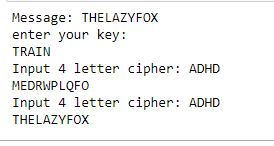 Message: THELAZYFOX
enter your key:
TRAIN
Input 4 letter cipher: ADHD
MEDRWPLQFO
Input 4 letter cipher: ADHD
THELAZYFOX